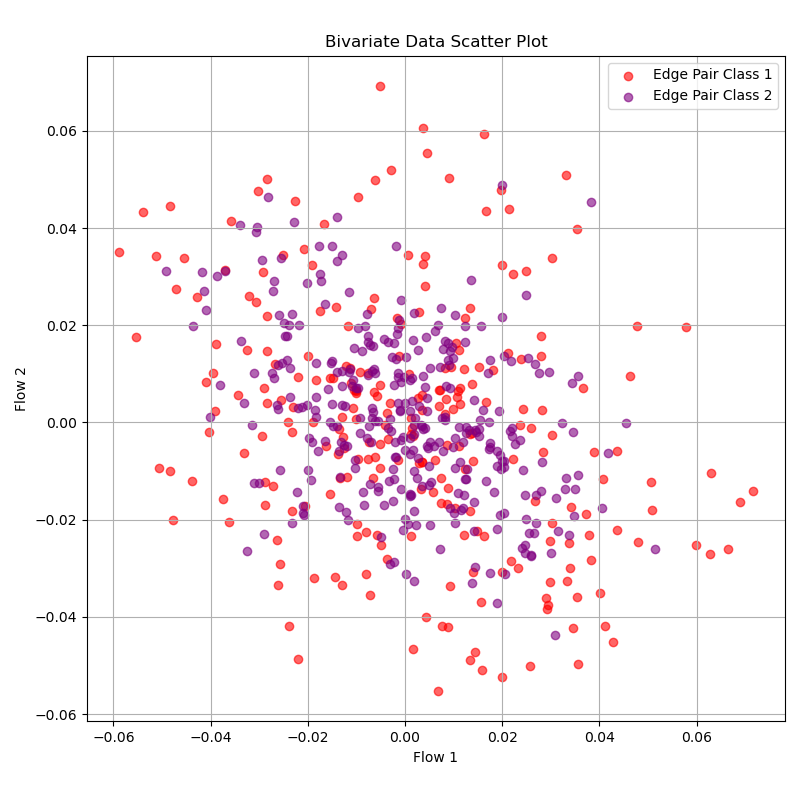 Bivariate Data Scatter Plot
Edge Pair Class 1
Edge Pair Class 2
0.06
0.04
0.02
0.00
−0.02
−0.04
−0.06
Flow 2
−0.06 −0.04 −0.02 0.00 0.02 0.04 0.06
Flow 1